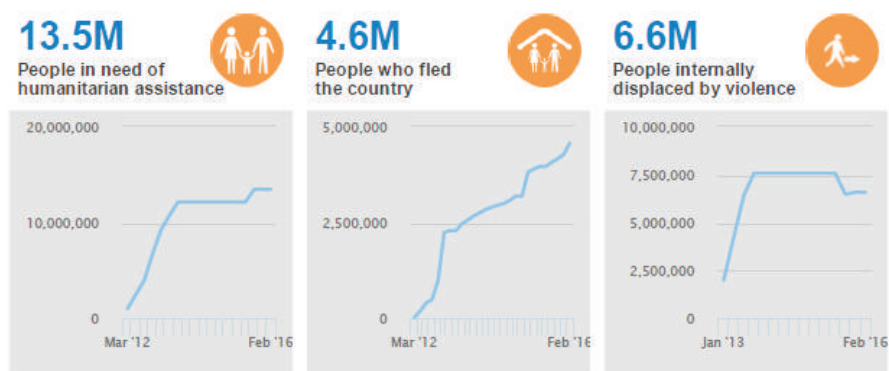 13.5M
People in need of
humanitarian assistance
20,000,000
10,000,000
0
Mar '12
Feb '16
4.6M
People who fled
the country
5,000,000
2,500,000
0
Mar '12
Feb '16
6.6M
People internally
displaced by violence
10,000,000
7,500,000
5,000,000
2,500,000
0
Jan '13
Feb '16